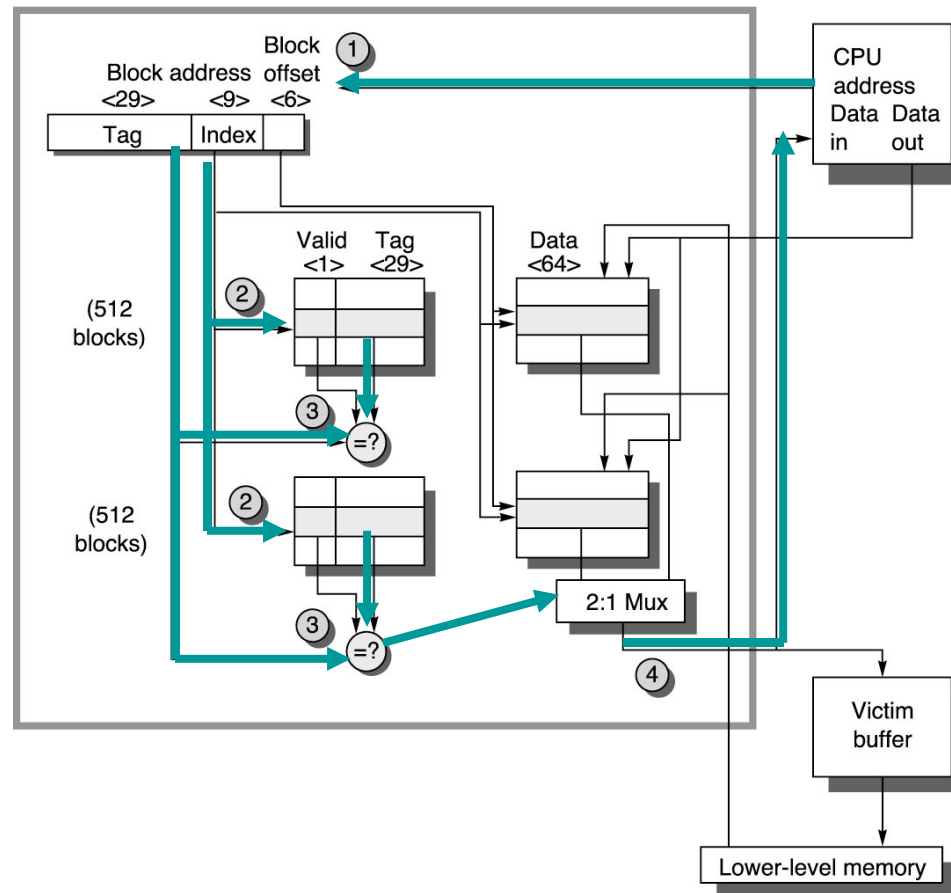 1
Block
Block address offset
<29> <9> <6>
Tag Index
CPU
address
Data Data
in out
Valid Tag
<1> <29>
Data
<64>
2
(512
blocks)
3
=?
2
(512
blocks)
2:1 Mux
3
=?
4
Victim
buffer
Lower-level memory